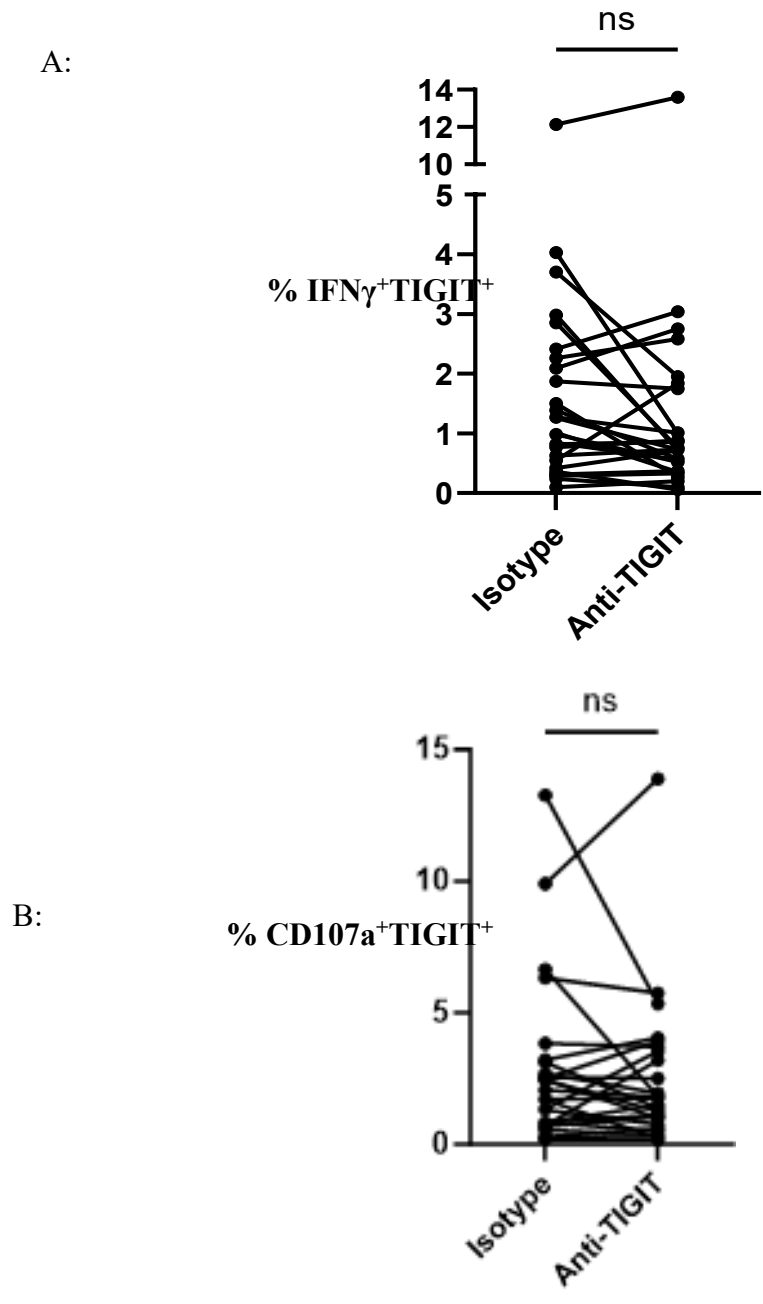 A:
ns
14
12
10
5
4
% IFNγ⁺TIGIT⁺
3
2
1
0
Isotype
Anti-TIGIT
B:
ns
15
10
% CD107a⁺TIGIT⁺
5
0
Isotype
Anti-TIGIT